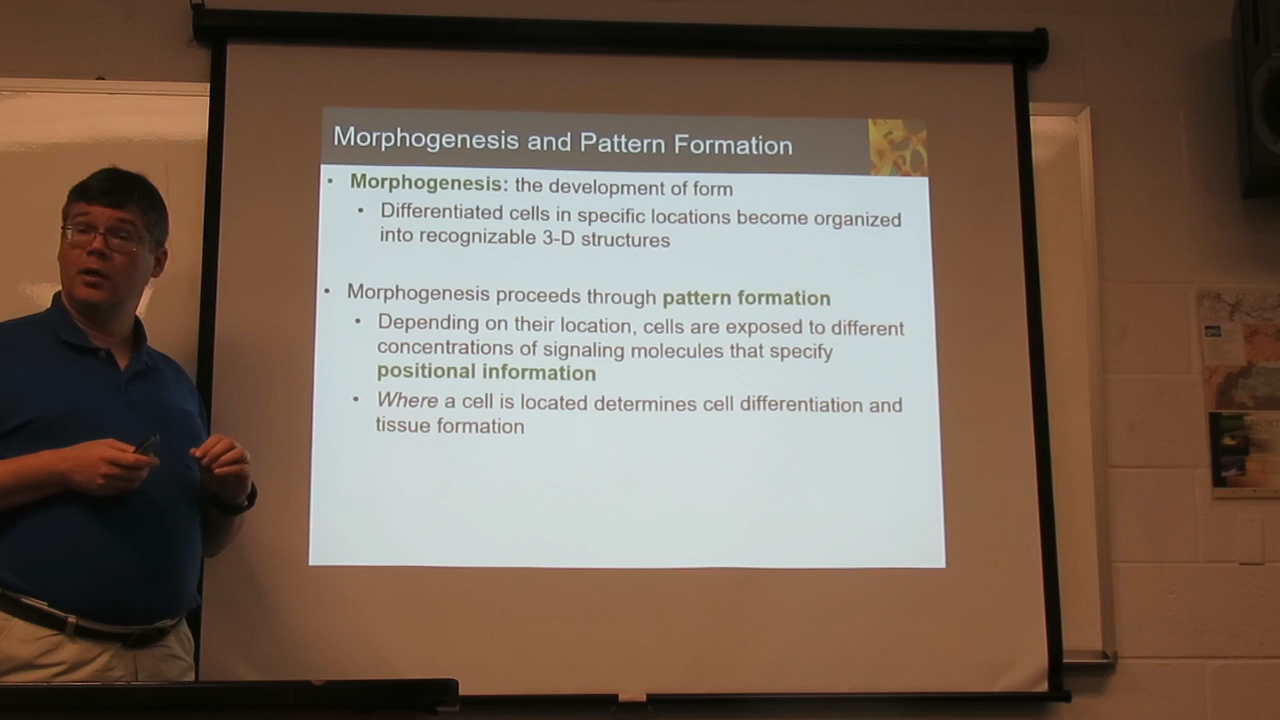 Morphogenesis and Pattern Formation
• Morphogenesis: the development of form
• Differentiated cells in specific locations become organized
into recognizable 3-D structures
• Morphogenesis proceeds through pattern formation
• Depending on their location, cells are exposed to different
concentrations of signaling molecules that specify
positional information
• Where a cell is located determines cell differentiation and
tissue formation